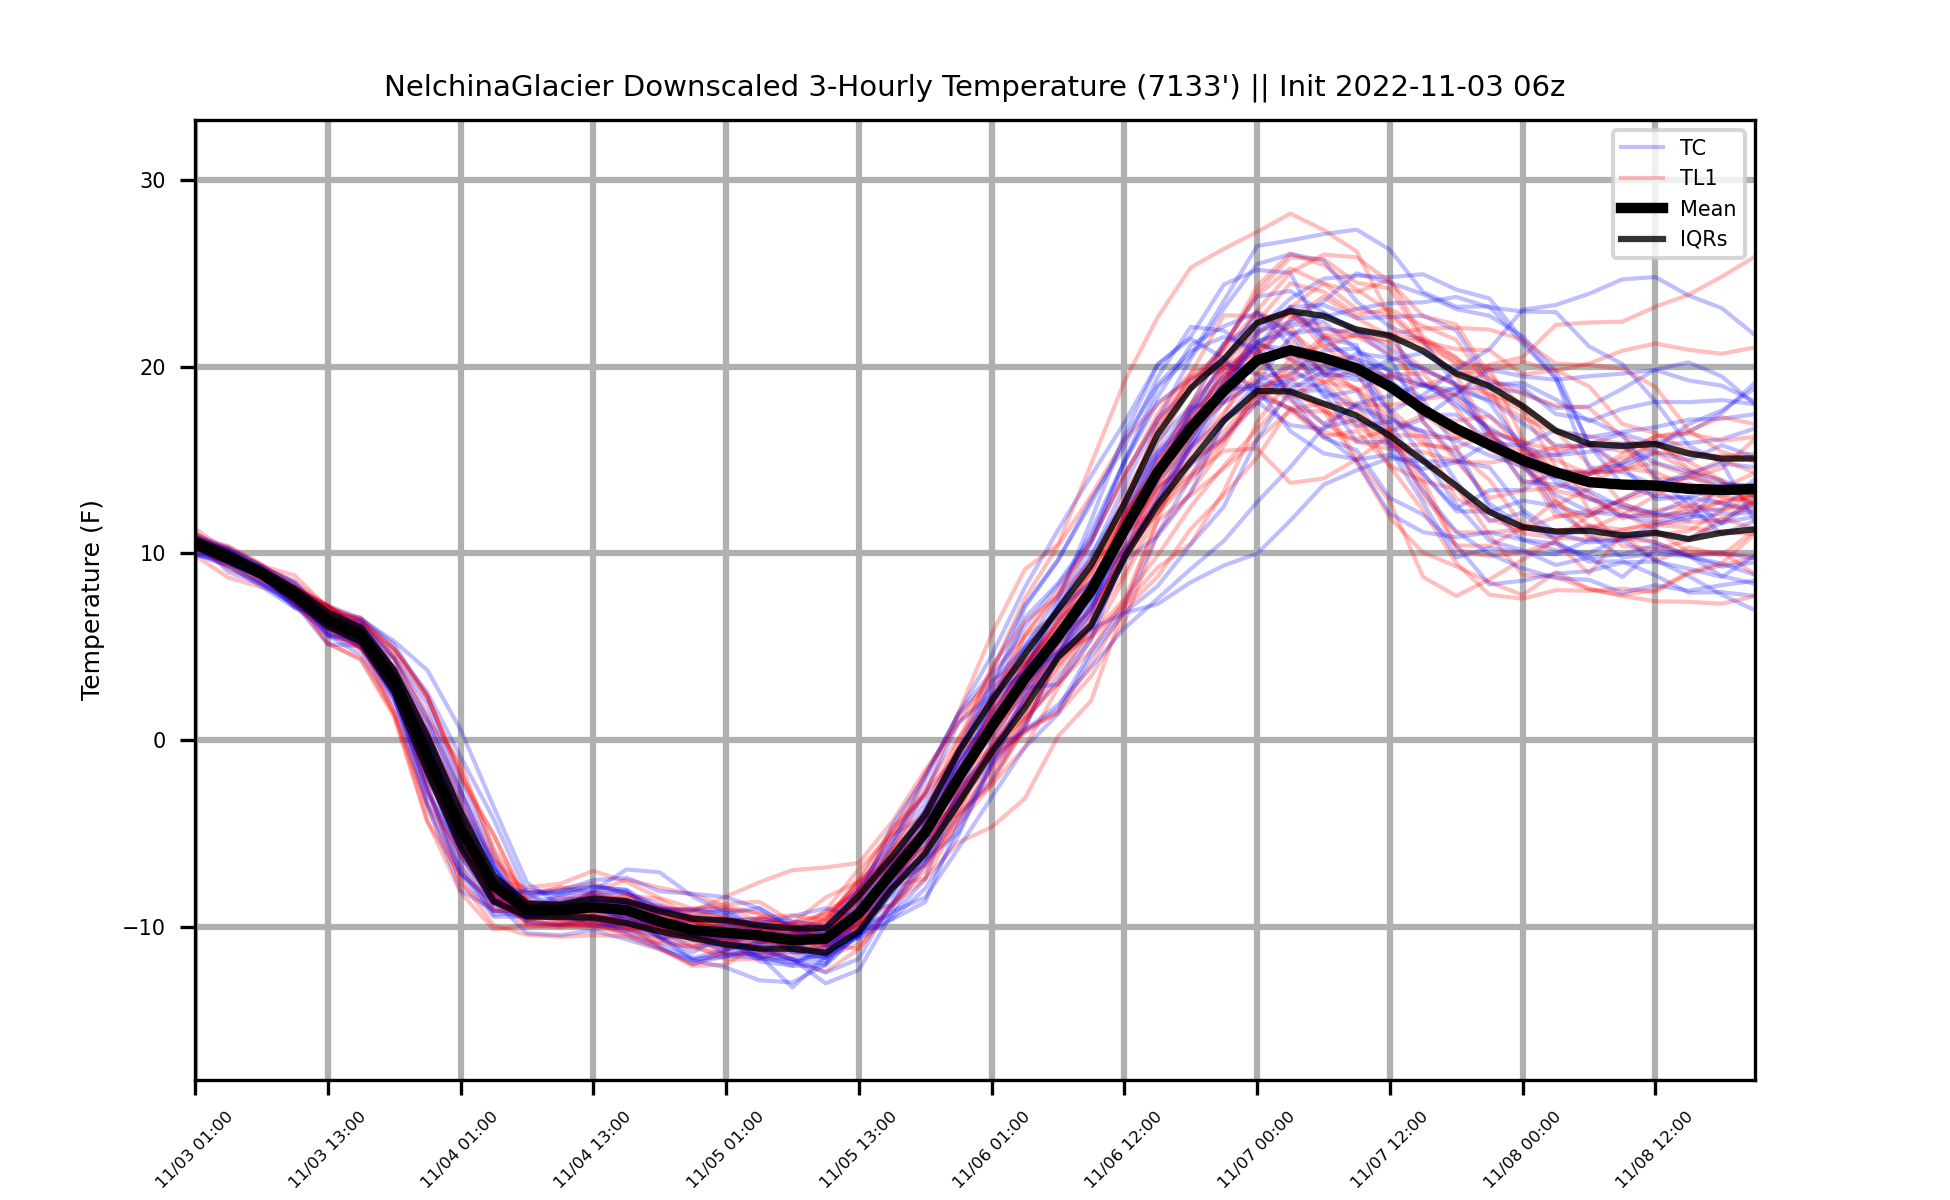 NelchinaGlacier Downscaled 3-Hourly Temperature (7133') || Init 2022-11-03 06z
TC
TL1
Mean
IQRs
Temperature (F)
30
20
10
0
−10
11/03 01:00
11/03 13:00
11/04 01:00
11/04 13:00
11/05 01:00
11/05 13:00
11/06 01:00
11/06 12:00
11/07 00:00
11/07 12:00
11/08 00:00
11/08 12:00